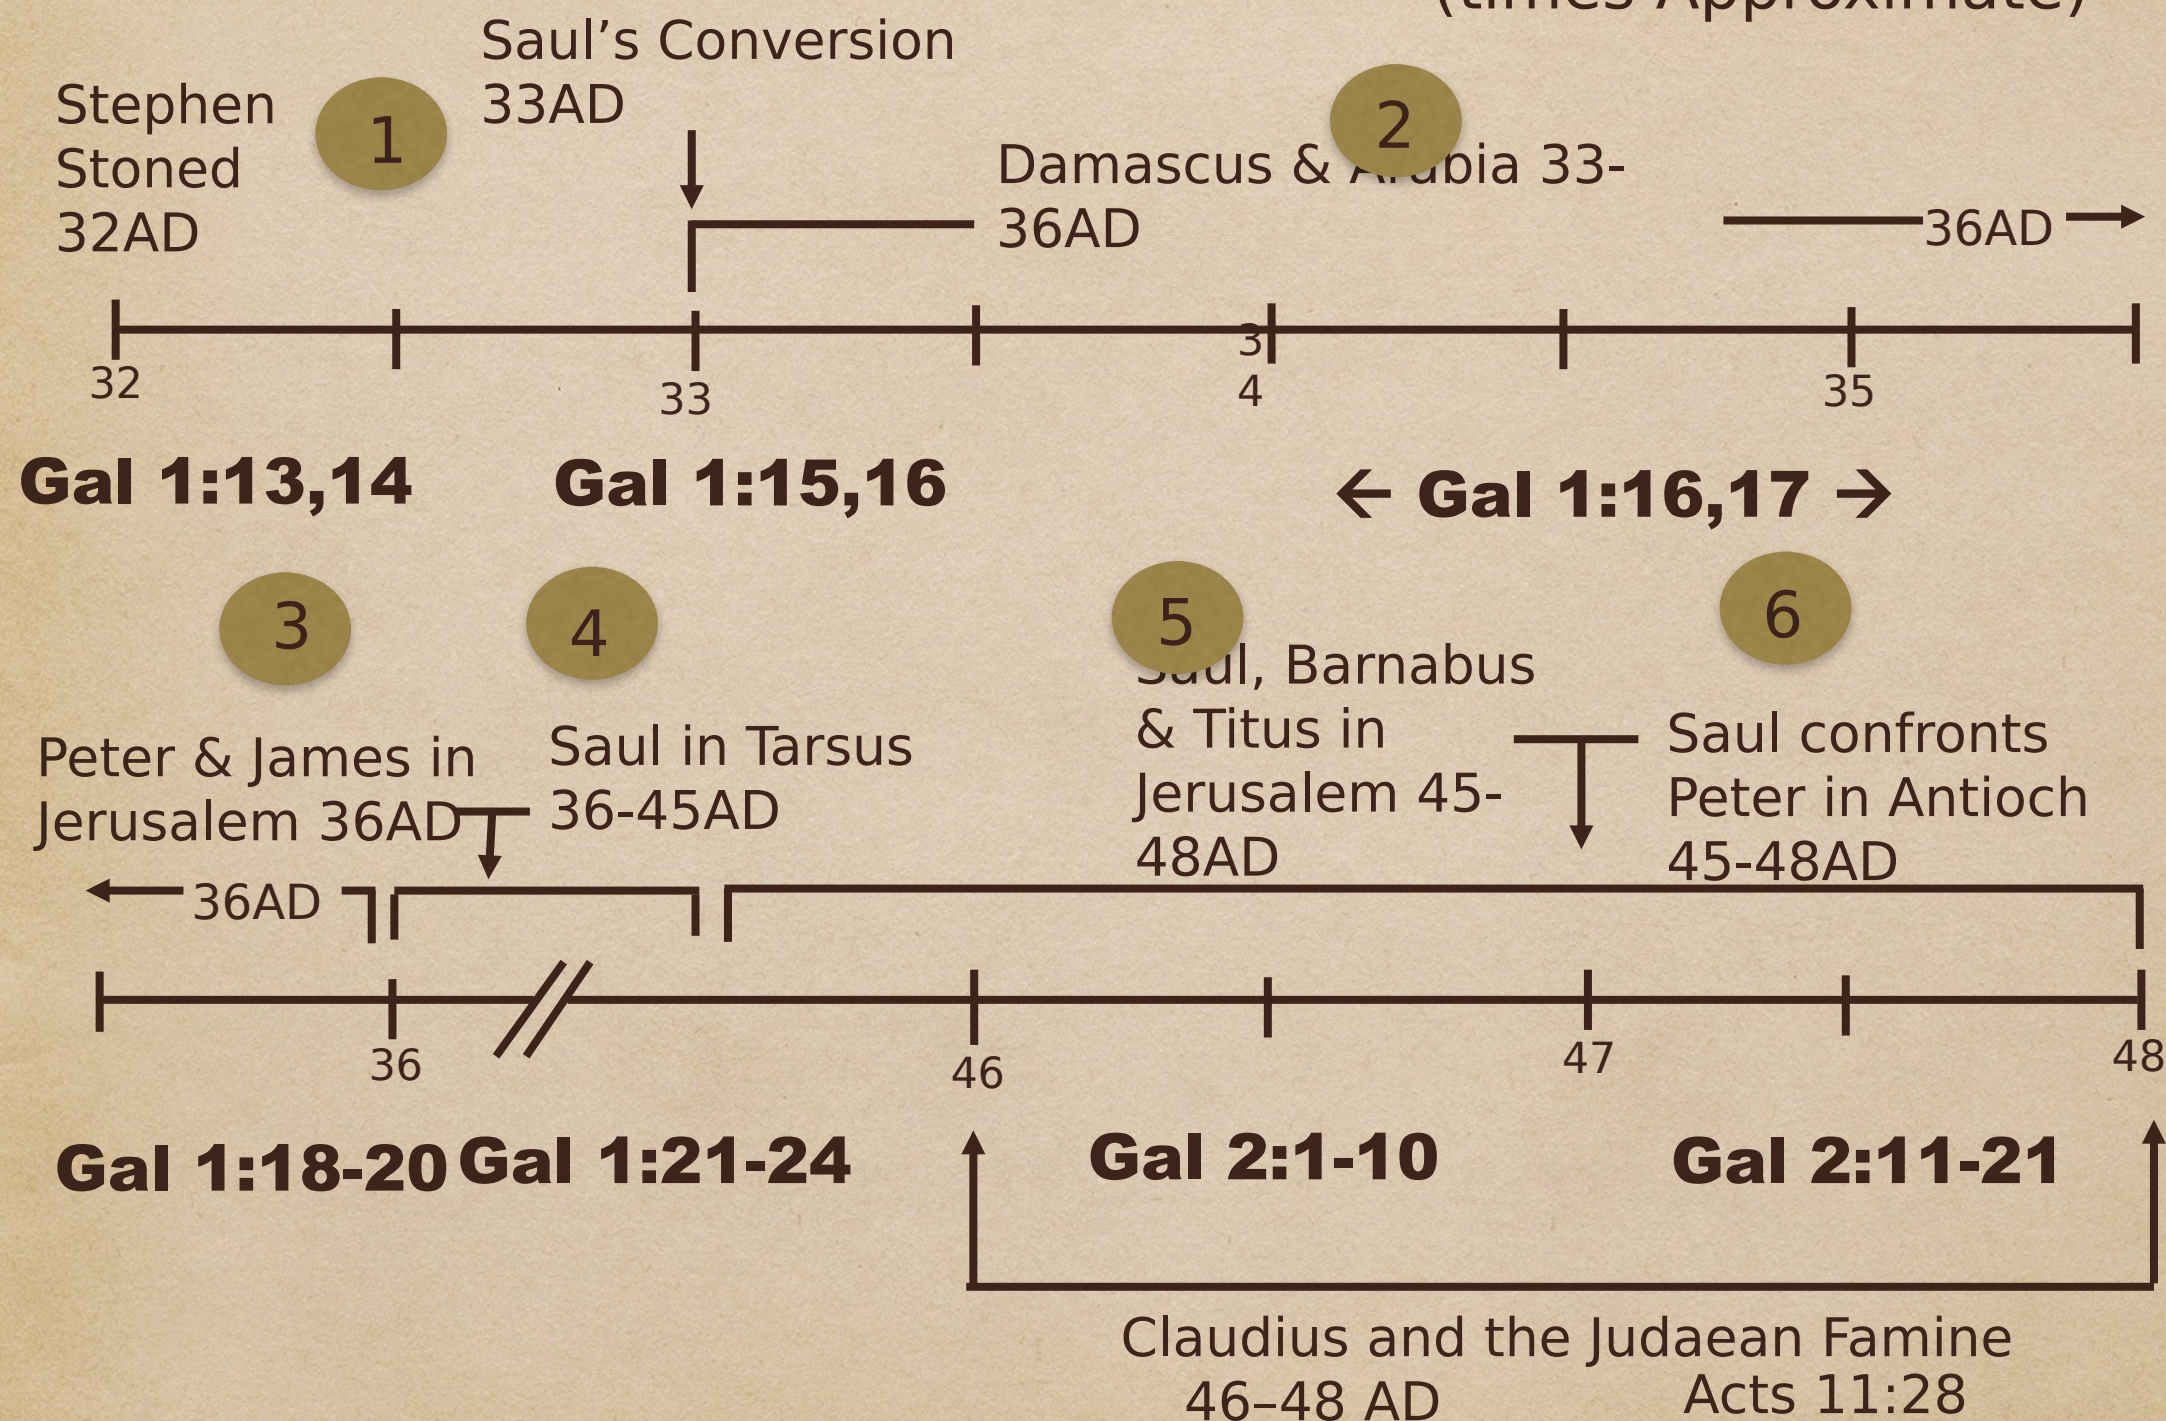 (times Approximate)
Saul’s Conversion
33AD
Stephen
Stoned
32AD
1
2
Damascus & Arabia 33-
36AD
36AD
32
33
3
4
35
Gal 1:13,14
Gal 1:15,16
← Gal 1:16,17 →
3
4
5
6
Peter & James in
Jerusalem 36AD
Saul in Tarsus
36-45AD
Saul, Barnabus
& Titus in
Jerusalem 45-
48AD
Saul confronts
Peter in Antioch
45-48AD
36AD
36
46
47
48
Gal 1:18-20
Gal 1:21-24
Gal 2:1-10
Gal 2:11-21
Claudius and the Judaean Famine
46–48 AD
Acts 11:28